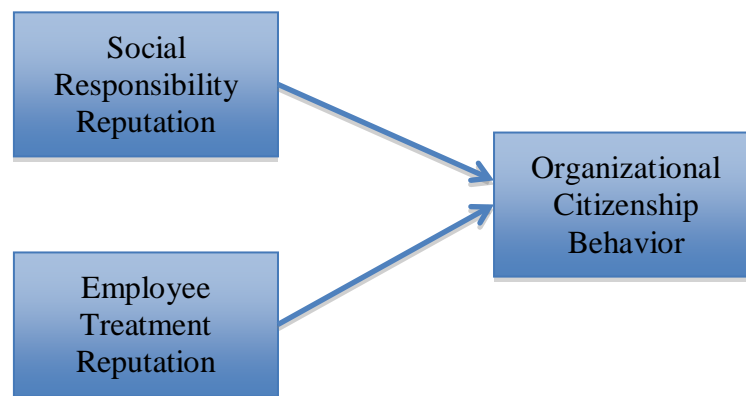 Social
Responsibility
Reputation
Organizational
Citizenship
Behavior
Employee
Treatment
Reputation